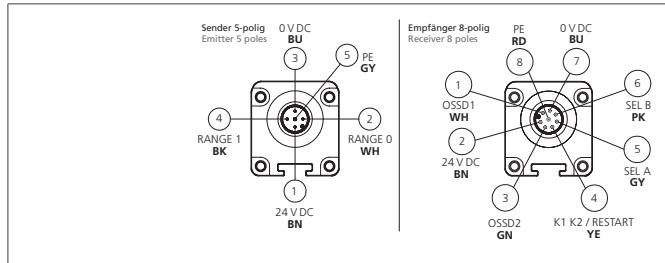 Sender 5-polig
Emitter 5 poles
0 V DC
BU
3
5
PE
GY
4
RANGE 1
BK
2
RANGE 0
WH
1
24 V DC
BN
Empfänger 8-polig
Receiver 8 poles
PE
RD
0 V DC
BU
8
7
1
OSSD1
WH
6
SEL B
PK
2
24 V DC
BN
5
SEL A
GY
3
OSSD2
GN
4
K1 K2 / RESTART
YE